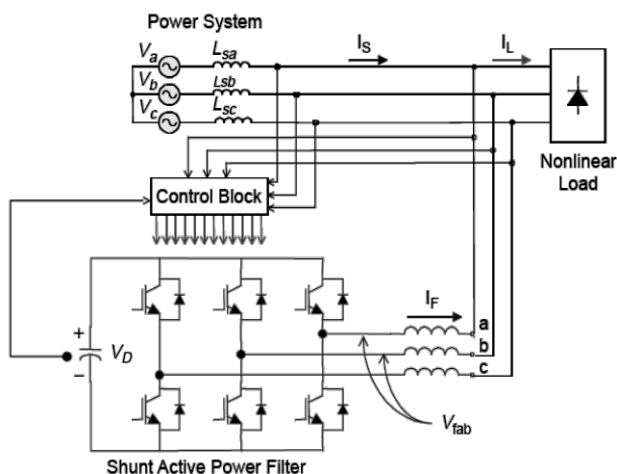 Power System
Va
Lsa
IS
IL
Vb
Lsb
Vc
Lsc
Nonlinear
Load
Control Block
IF
a
+
VD
b
−
c
Vfab
Shunt Active Power Filter